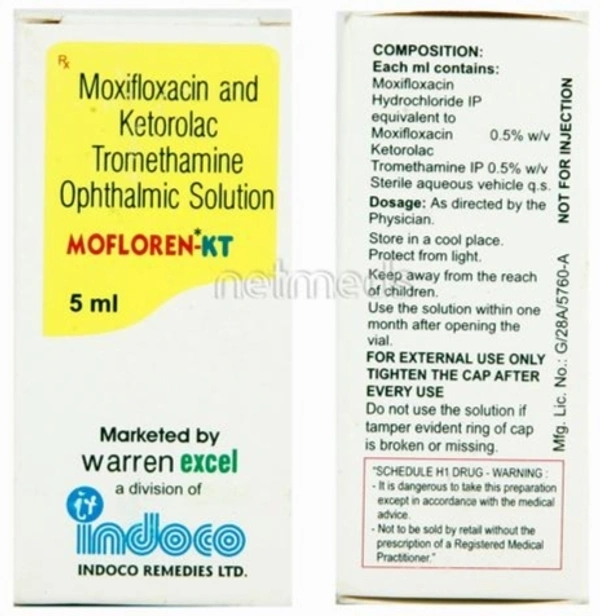 Rx
Moxifloxacin and
Ketorolac
Tromethamine
Ophthalmic Solution
MOFLOREN*-KT
5 ml
Marketed by
warren excel
a division of
indoco
INDOCO REMEDIES LTD.
COMPOSITION:
Each ml contains:
Moxifloxacin
Hydrochloride IP
equivalent to
Moxifloxacin 0.5% w/v
Ketorolac
Tromethamine IP 0.5% w/v
Sterile aqueous vehicle q.s.
Dosage: As directed by the
Physician.
Store in a cool place.
Protect from light.
Keep away from the reach
of children.
Use the solution within one
month after opening the
vial.
FOR EXTERNAL USE ONLY
TIGHTEN THE CAP AFTER
EVERY USE
Do not use the solution if
tamper evident ring of cap
is broken or missing.
"SCHEDULE H1 DRUG - WARNING :
- It is dangerous to take this preparation
except in accordance with the medical
advice.
- Not to be sold by retail without the
prescription of a Registered Medical
Practitioner."
NOT FOR INJECTION
Mfg. Lic. No.: G/28A/5760-A
netmeds